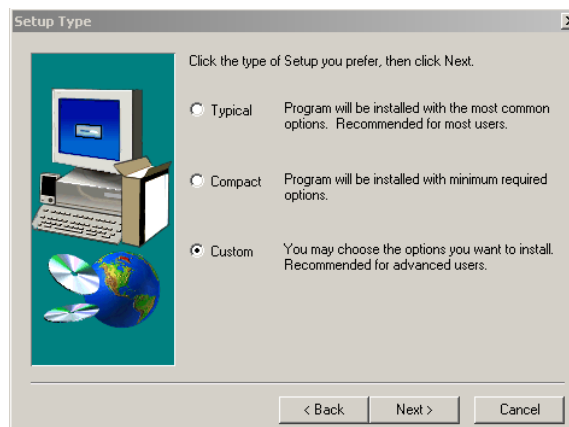 Setup Type
Click the type of Setup you prefer, then click Next.
Typical
Program will be installed with the most common
options. Recommended for most users.
Compact
Program will be installed with minimum required
options.
Custom
You may choose the options you want to install.
Recommended for advanced users.
< Back
Next >
Cancel